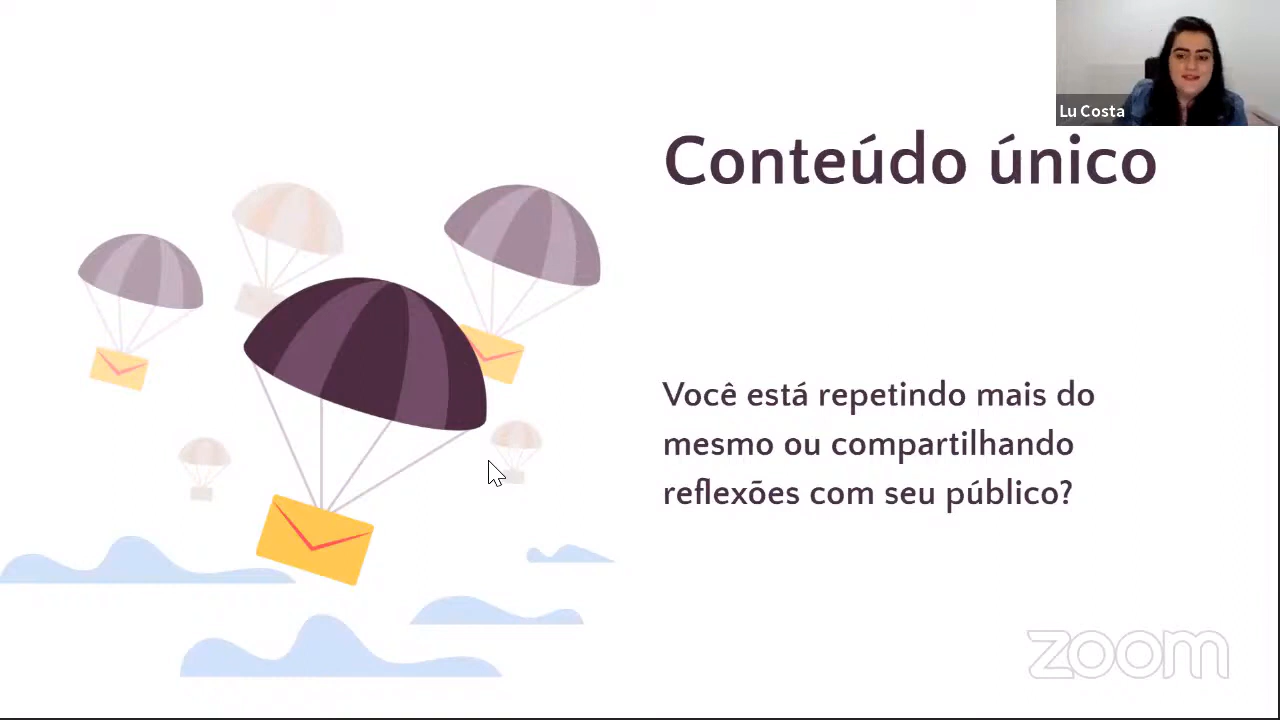 Lu Costa
Conteúdo único
Você está repetindo mais do
mesmo ou compartilhando
reflexões com seu público?
zoom